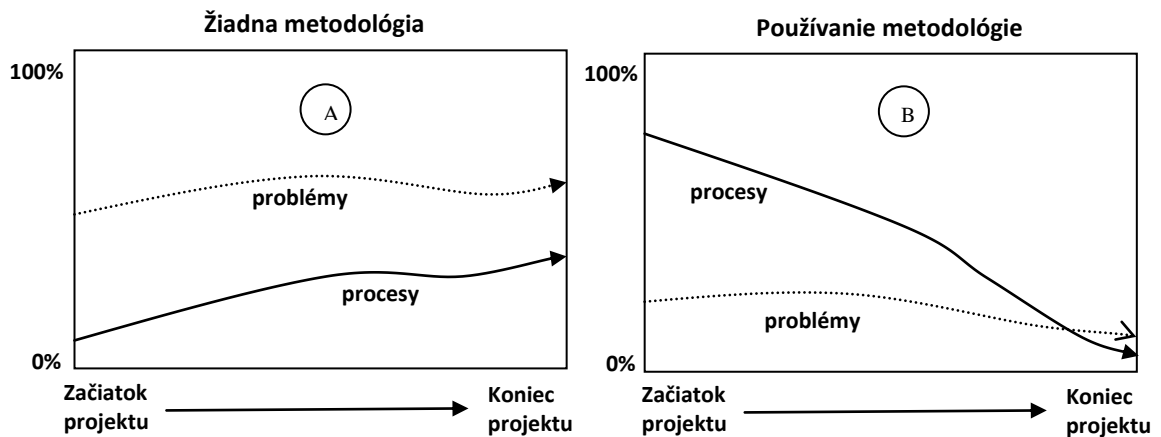 Žiadna metodológia
100%
A
problémy
procesy
0%
Začiatok
projektu
Koniec
projektu
Používanie metodológie
100%
B
procesy
problémy
0%
Začiatok
projektu
Koniec
projektu